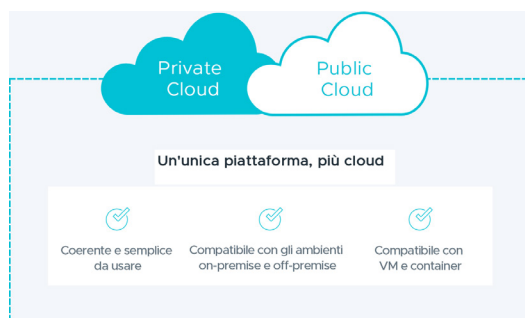 Private
Cloud
Public
Cloud
Un'unica piattaforma, più cloud
Coerente e semplice
da usare
Compatibile con gli ambienti
on-premise e off-premise
Compatibile con
VM e container